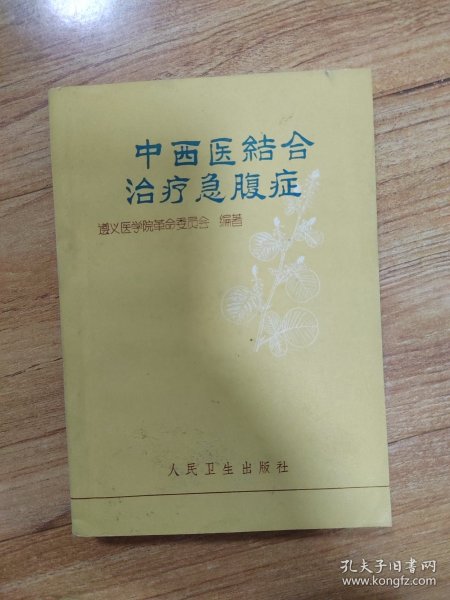 中西医結合
治疗急腹症
遵义医学院革命委员会 编著
人民卫生出版社
孔夫子旧书网
www.kongfz.com